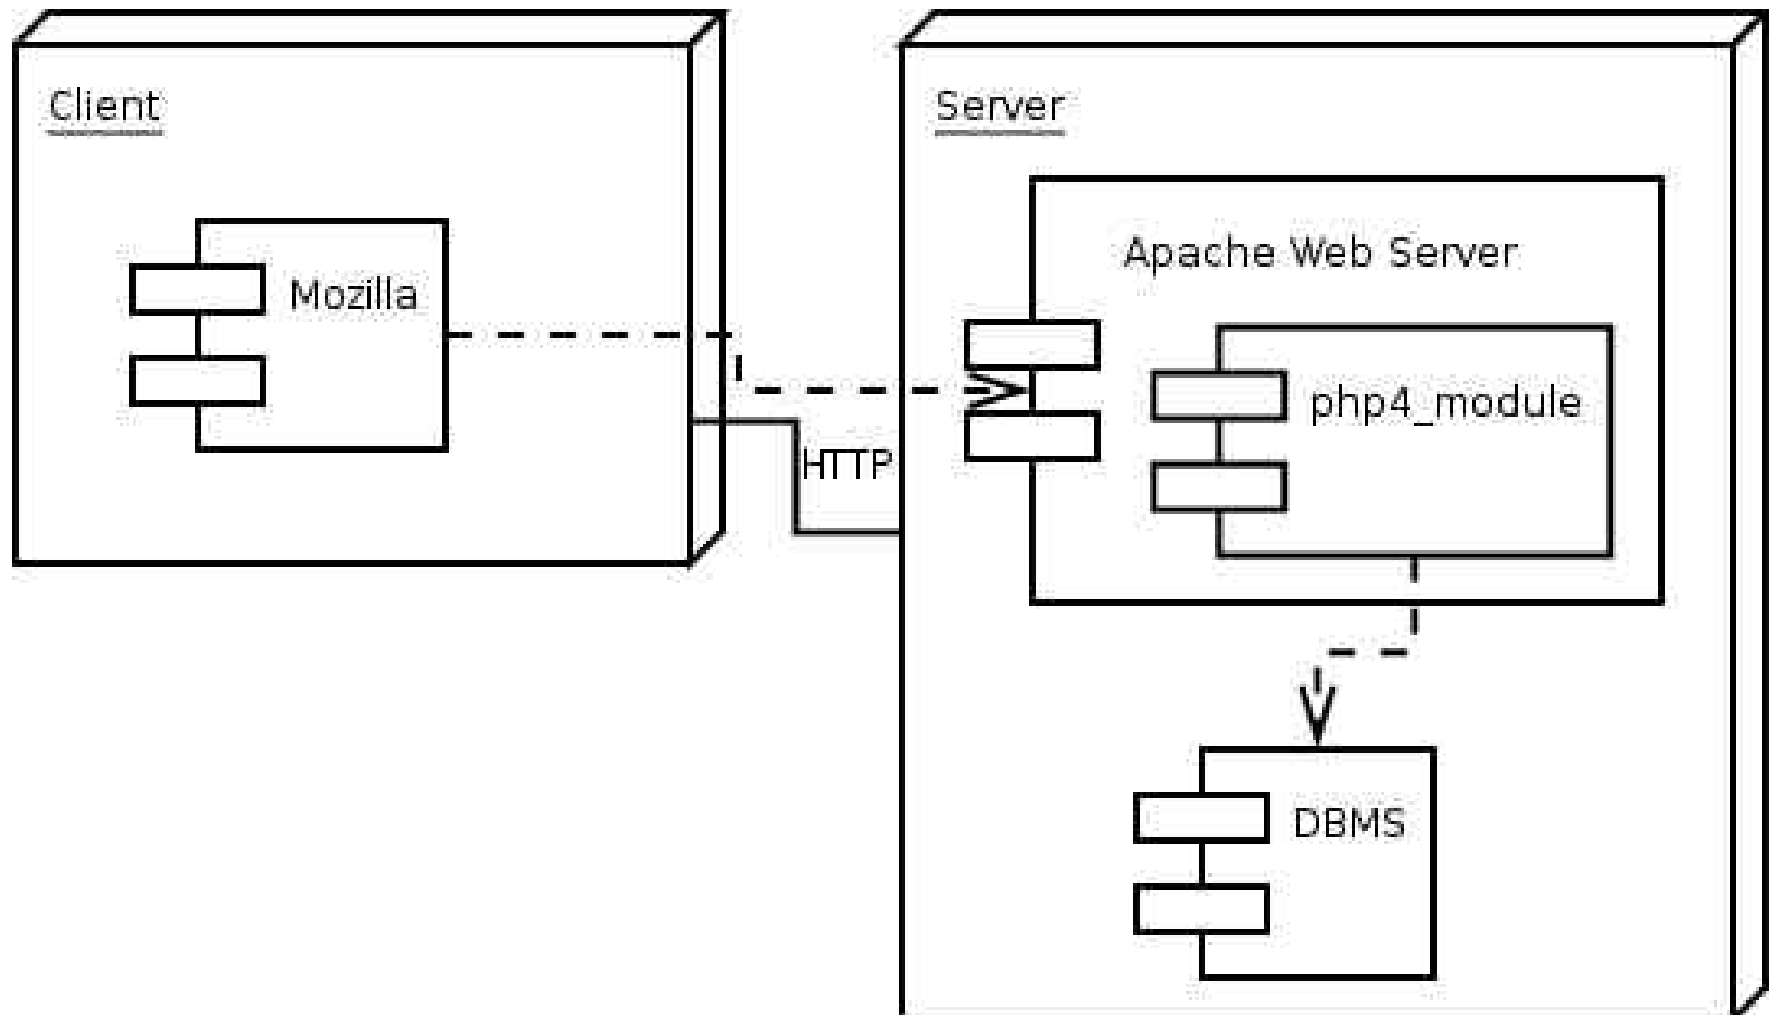 Client
Server
Mozilla
Apache Web Server
php4_module
HTTP
DBMS